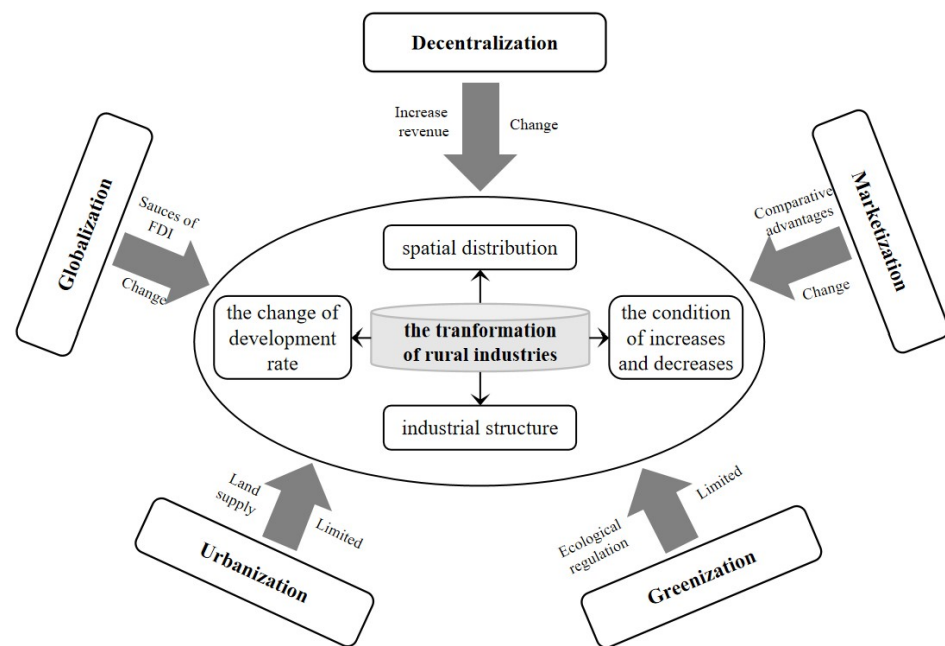 Decentralization
Increase
revenue
Change
Globalization
Sauces of
FDI
Change
Marketization
Comparative
advantages
Change
spatial distribution
the change of
development
rate
the tranformation
of rural industries
the condition
of increases
and decreases
industrial structure
Land
supply
Limited
Urbanization
Ecological
regulation
Limited
Greenization